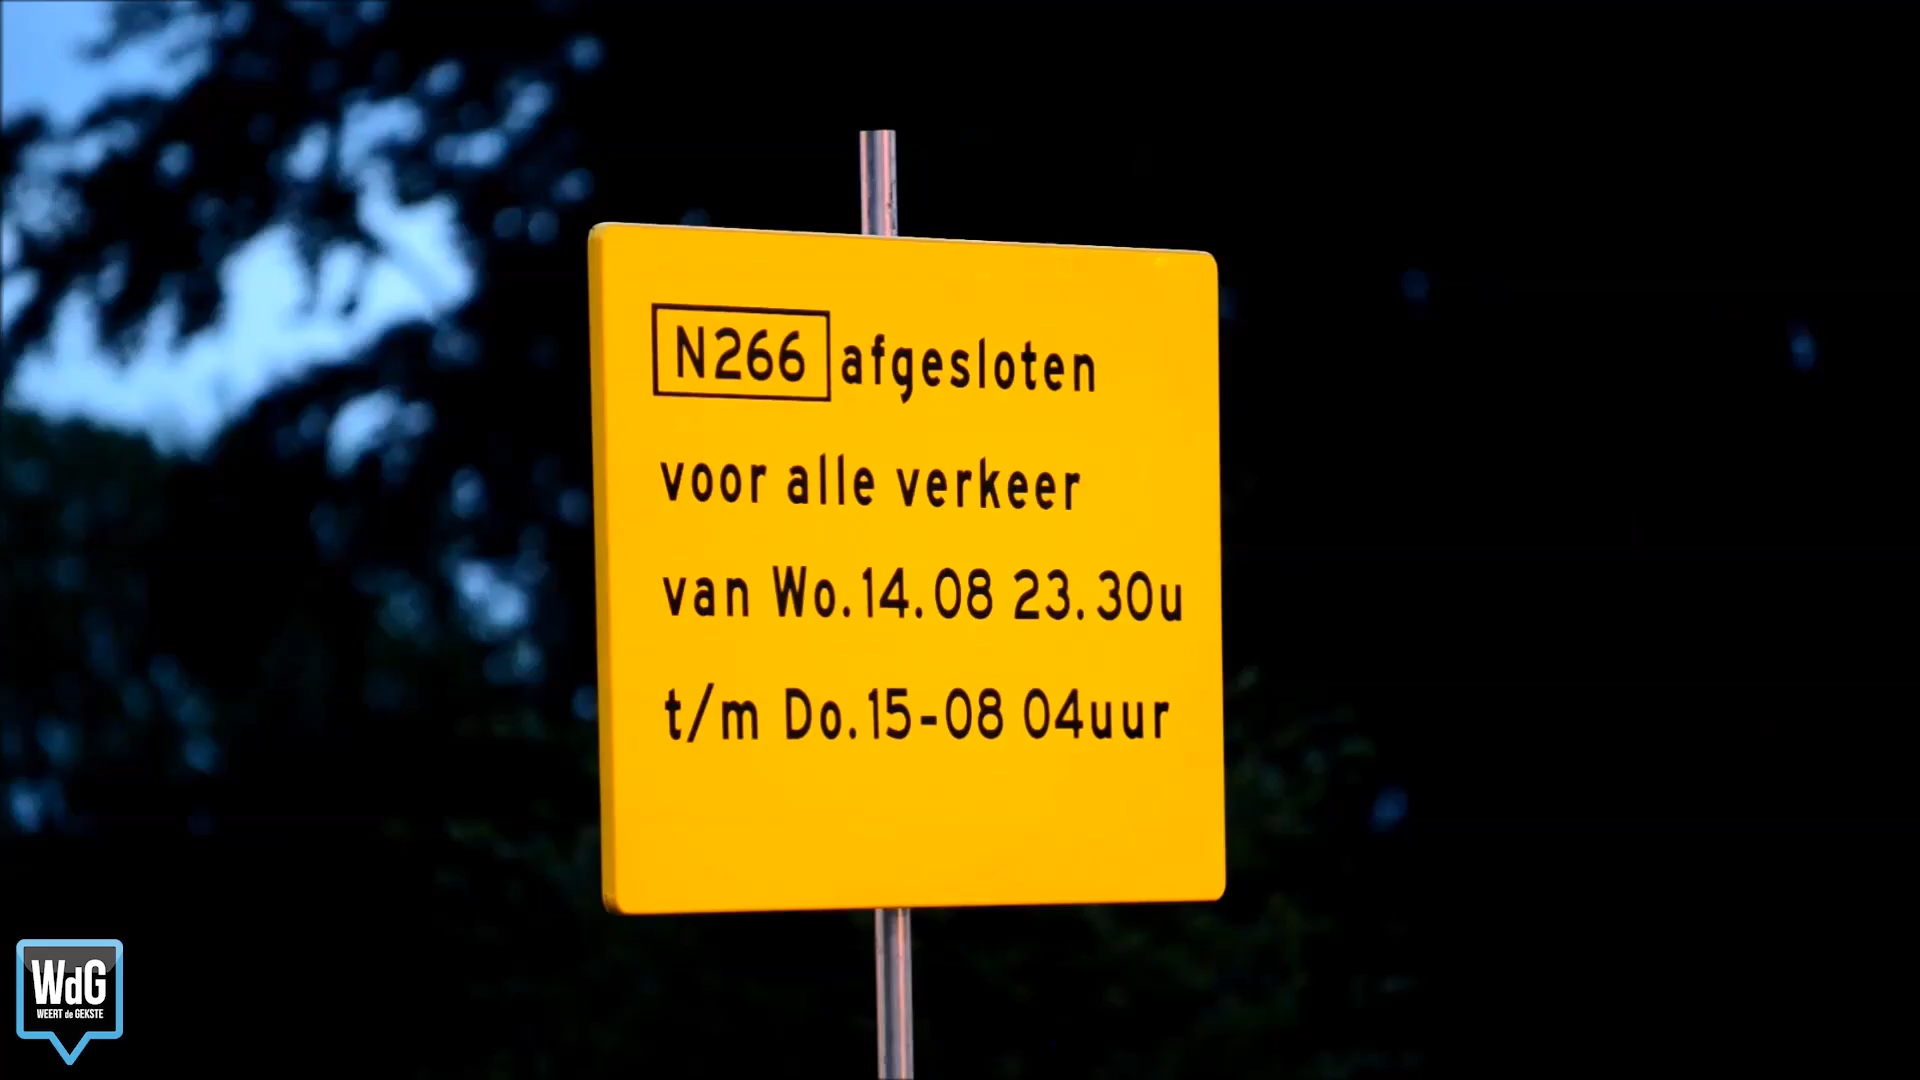 N266 afgesloten
voor alle verkeer
van Wo.14.08 23.30u
t/m Do.15-08 04uur
WdG
WEERT de GEKSTE